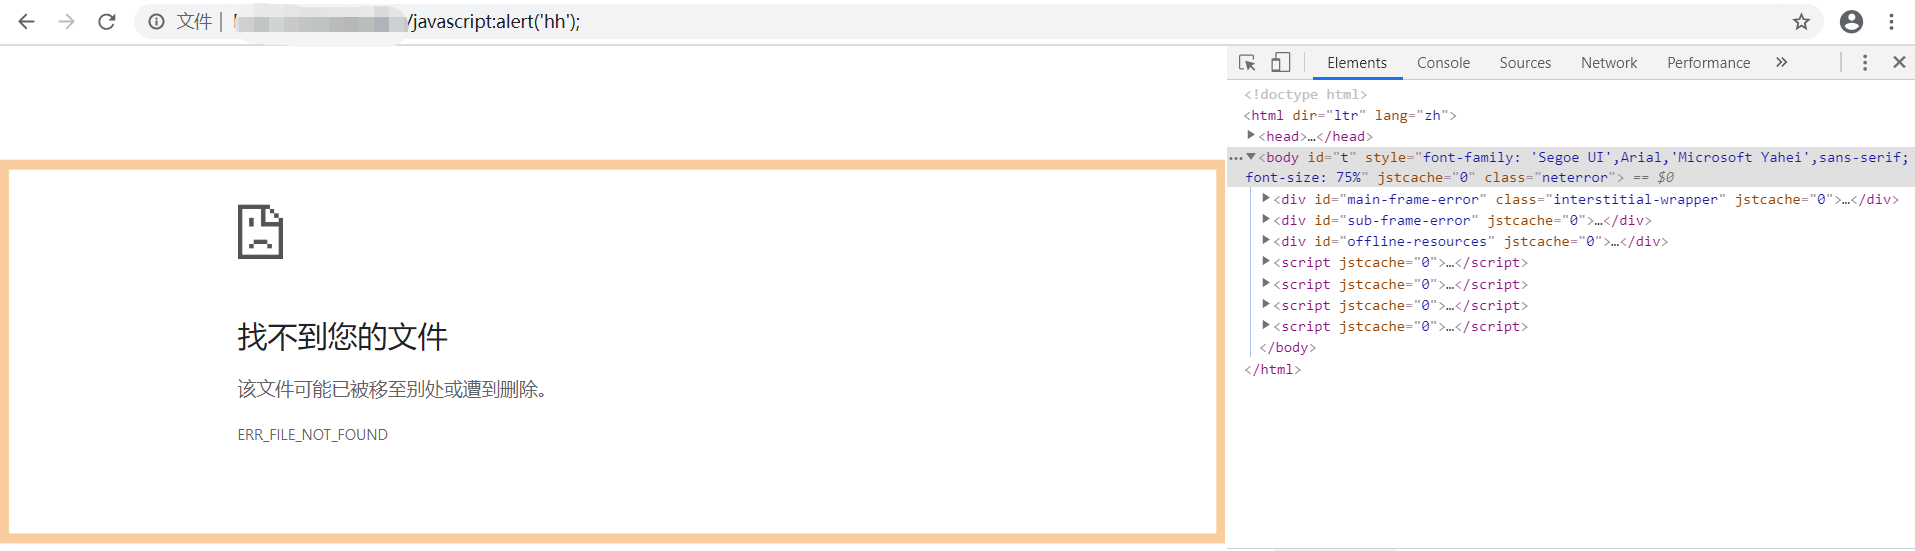 文件 | /javascript:alert('hh');
Elements Console Sources Network Performance »
找不到您的文件
该文件可能已被移至别处或遭到删除。
ERR_FILE_NOT_FOUND
<!doctype html>
<html dir="ltr" lang="zh">
<head>…</head>
<body id="t" style="font-family: 'Segoe UI',Arial,'Microsoft Yahei',sans-serif;
font-size: 75%" jstcache="0" class="neterror"> == $0
<div id="main-frame-error" class="interstitial-wrapper" jstcache="0">…</div>
<div id="sub-frame-error" jstcache="0">…</div>
<div id="offline-resources" jstcache="0">…</div>
<script jstcache="0">…</script>
<script jstcache="0">…</script>
<script jstcache="0">…</script>
<script jstcache="0">…</script>
</body>
</html>